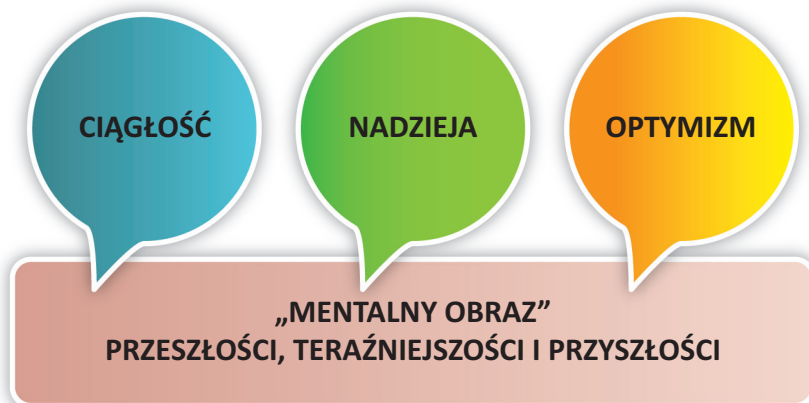 CIĄGŁOŚĆ
NADZIEJA
OPTYMIZM
„MENTALNY OBRAZ”
PRZESZŁOŚCI, TERAŹNIEJSZOŚCI I PRZYSZŁOŚCI